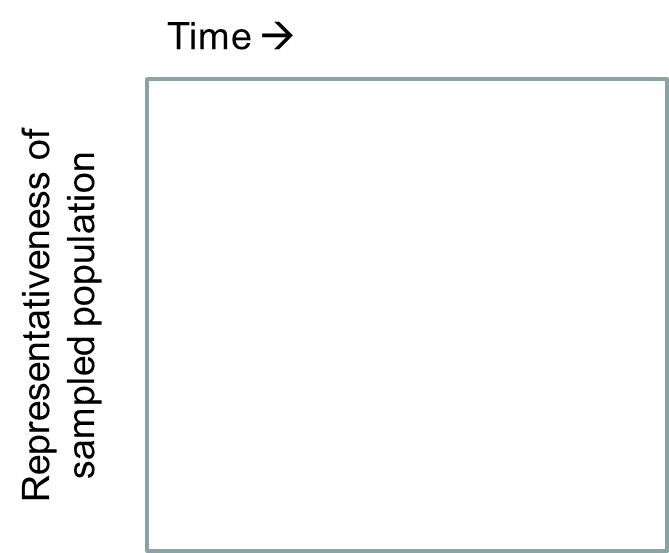 Time →
Representativeness of
sampled population